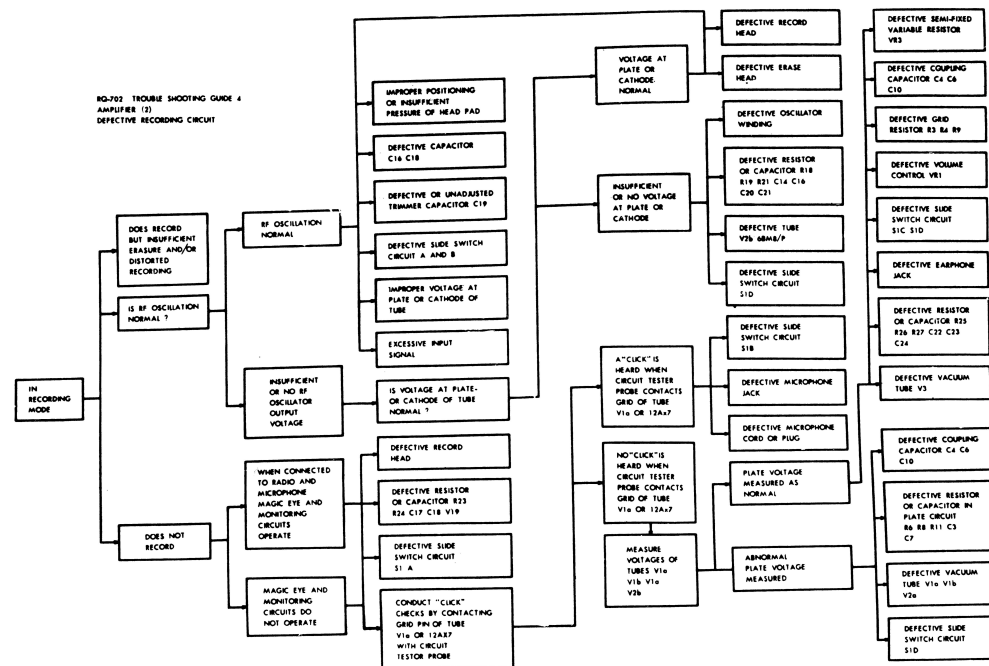 RQ-702 TROUBLE SHOOTING GUIDE 4
AMPLIFIER (2)
DEFECTIVE RECORDING CIRCUIT
IN
RECORDING
MODE
DOES RECORD
BUT INSUFFICIENT
ERASURE AND/OR
DISTORTED
RECORDING
IS RF OSCILLATION
NORMAL ?
DOES NOT
RECORD
RF OSCILLATION
NORMAL
INSUFFICIENT
OR NO RF
OSCILLATOR
OUTPUT
VOLTAGE
WHEN CONNECTED
TO RADIO AND
MICROPHONE
MAGIC EYE AND
MONITORING
CIRCUITS
OPERATE
MAGIC EYE AND
MONITORING
CIRCUITS DO
NOT OPERATE
IMPROPER POSITIONING
OR INSUFFICIENT
PRESSURE OF HEAD PAD
DEFECTIVE CAPACITOR
C16 C18
DEFECTIVE OR UNADJUSTED
TRIMMER CAPACITOR C19
DEFECTIVE SLIDE SWITCH
CIRCUIT A AND B
IMPROPER VOLTAGE AT
PLATE OR CATHODE OF
TUBE
EXCESSIVE INPUT
SIGNAL
IS VOLTAGE AT PLATE-
OR CATHODE OF TUBE
NORMAL ?
DEFECTIVE RECORD
HEAD
DEFECTIVE RESISTOR
OR CAPACITOR R23
R24 C17 C18 V19
DEFECTIVE SLIDE
SWITCH CIRCUIT
S1 A
CONDUCT "CLICK"
CHECKS BY CONTACTING
GRID PIN OF TUBE
V1a OR 12AX7
WITH CIRCUIT
TESTOR PROBE
VOLTAGE AT
PLATE OR
CATHODE
NORMAL
INSUFFICIENT
OR NO VOLTAGE
AT PLATE OR
CATHODE
A "CLICK" IS
HEARD WHEN
CIRCUIT TESTER
PROBE CONTACTS
GRID OF TUBE
V1a OR 12Ax7
NO "CLICK" IS
HEARD WHEN
CIRCUIT TESTER
PROBE CONTACTS
GRID OF TUBE
V1a OR 12Ax7
MEASURE
VOLTAGES OF
TUBES V1a
V1b V1a
V2b
DEFECTIVE RECORD
HEAD
DEFECTIVE ERASE
HEAD
DEFECTIVE OSCILLATOR
WINDING
DEFECTIVE RESISTOR
OR CAPACITOR R18
R19 R21 C14 C16
C20 C21
DEFECTIVE TUBE
V2b 6BM8/P
DEFECTIVE SLIDE
SWITCH CIRCUIT
S1D
DEFECTIVE SLIDE
SWITCH CIRCUIT
S1B
DEFECTIVE MICROPHONE
JACK
DEFECTIVE MICROPHONE
CORD OR PLUG
PLATE VOLTAGE
MEASURED AS
NORMAL
ABNORMAL
PLATE VOLTAGE
MEASURED
DEFECTIVE SEMI-FIXED
VARIABLE RESISTOR
VR3
DEFECTIVE COUPLING
CAPACITOR C4 C6
C10
DEFECTIVE GRID
RESISTOR R3 R4 R9
DEFECTIVE VOLUME
CONTROL VR1
DEFECTIVE SLIDE
SWITCH CIRCUIT
S1C S1D
DEFECTIVE EARPHONE
JACK
DEFECTIVE RESISTOR
OR CAPACITOR R25
R26 R27 C22 C23
C24
DEFECTIVE VACUUM
TUBE V3
DEFECTIVE COUPLING
CAPACITOR C4 C6
C10
DEFECTIVE RESISTOR
OR CAPACITOR IN
PLATE CIRCUIT
R6 R8 R11 C3
C7
DEFECTIVE VACUUM
TUBE V1a V1b
V2a
DEFECTIVE SLIDE
SWITCH CIRCUIT
S1D